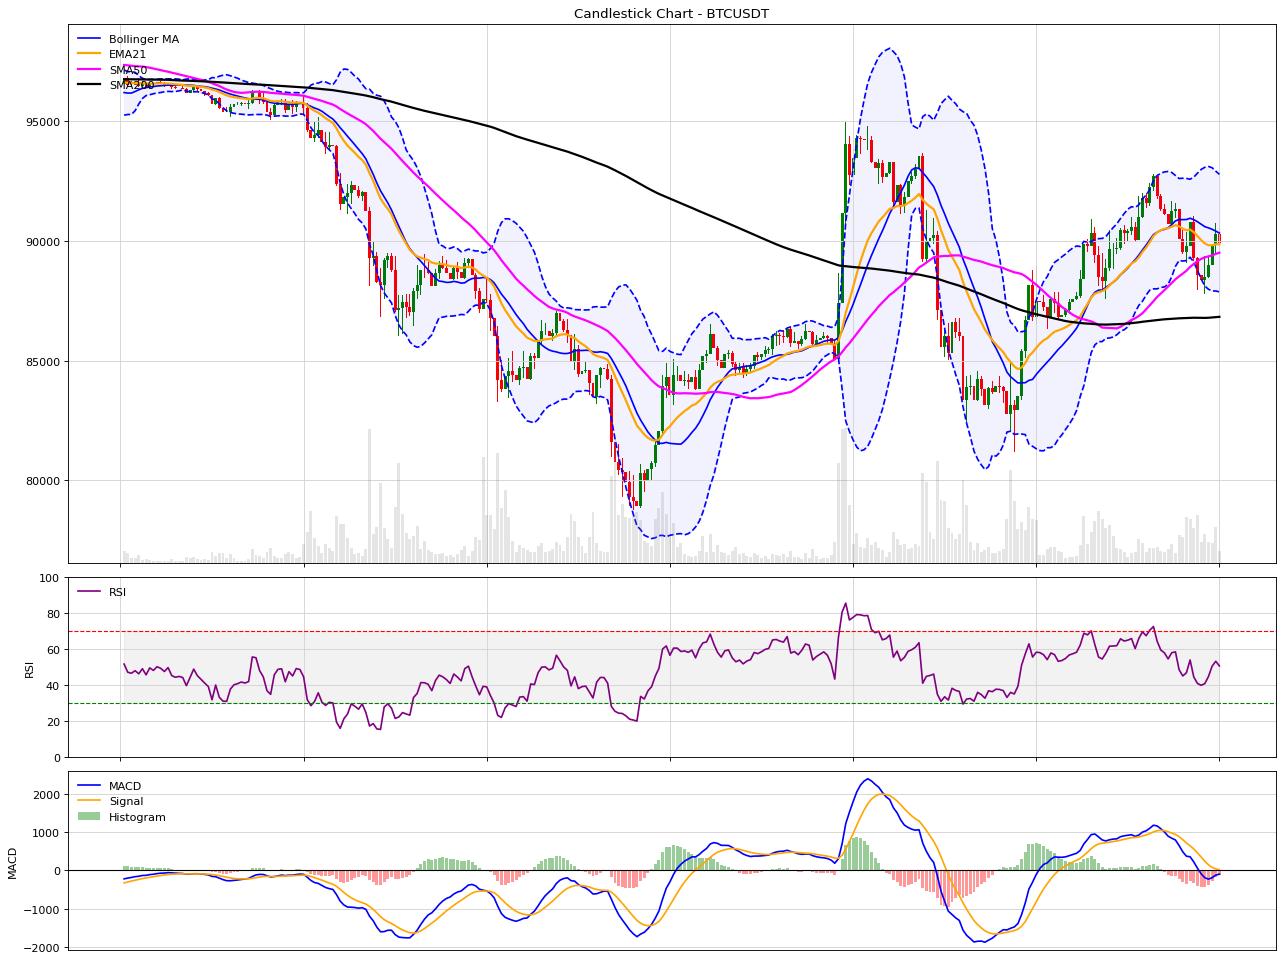 Candlestick Chart - BTCUSDT
Bollinger MA
EMA21
SMA50
SMA200
95000
90000
85000
80000
RSI
100
80
60
40
20
0
RSI
MACD
Signal
Histogram
2000
1000
0
−1000
−2000
MACD